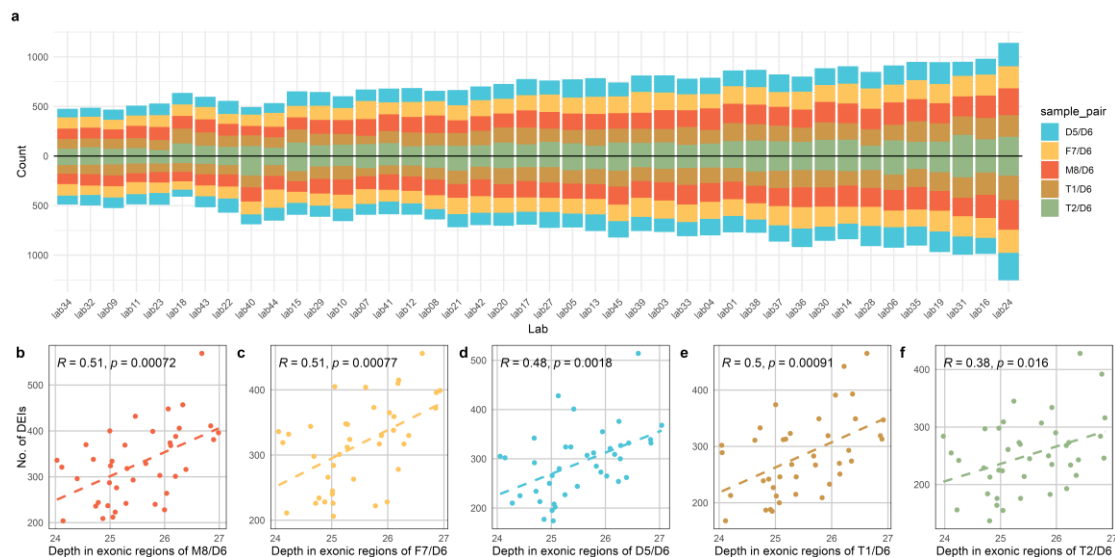 a
1000
500
0
500
1000
Count
lab34 lab32 lab09 lab11 lab23 lab18 lab43 lab22 lab40 lab44 lab15 lab29 lab10 lab07 lab41 lab12 lab08 lab21 lab42 lab20 lab17 lab27 lab05 lab13 lab45 lab39 lab03 lab33 lab04 lab01 lab38 lab37 lab36 lab30 lab14 lab28 lab06 lab35 lab19 lab31 lab16 lab24
Lab
sample_pair
D5/D6
F7/D6
M8/D6
T1/D6
T2/D6
b
R = 0.51, p = 0.00072
500
400
300
200
No. of DEIs
24 25 26 27
Depth in exonic regions of M8/D6
c
R = 0.51, p = 0.00077
400
300
200
24 25 26 27
Depth in exonic regions of F7/D6
d
R = 0.48, p = 0.0018
500
400
300
200
24 25 26 27
Depth in exonic regions of D5/D6
e
R = 0.5, p = 0.00091
400
300
200
24 25 26 27
Depth in exonic regions of T1/D6
f
R = 0.38, p = 0.016
400
300
200
24 25 26 27
Depth in exonic regions of T2/D6